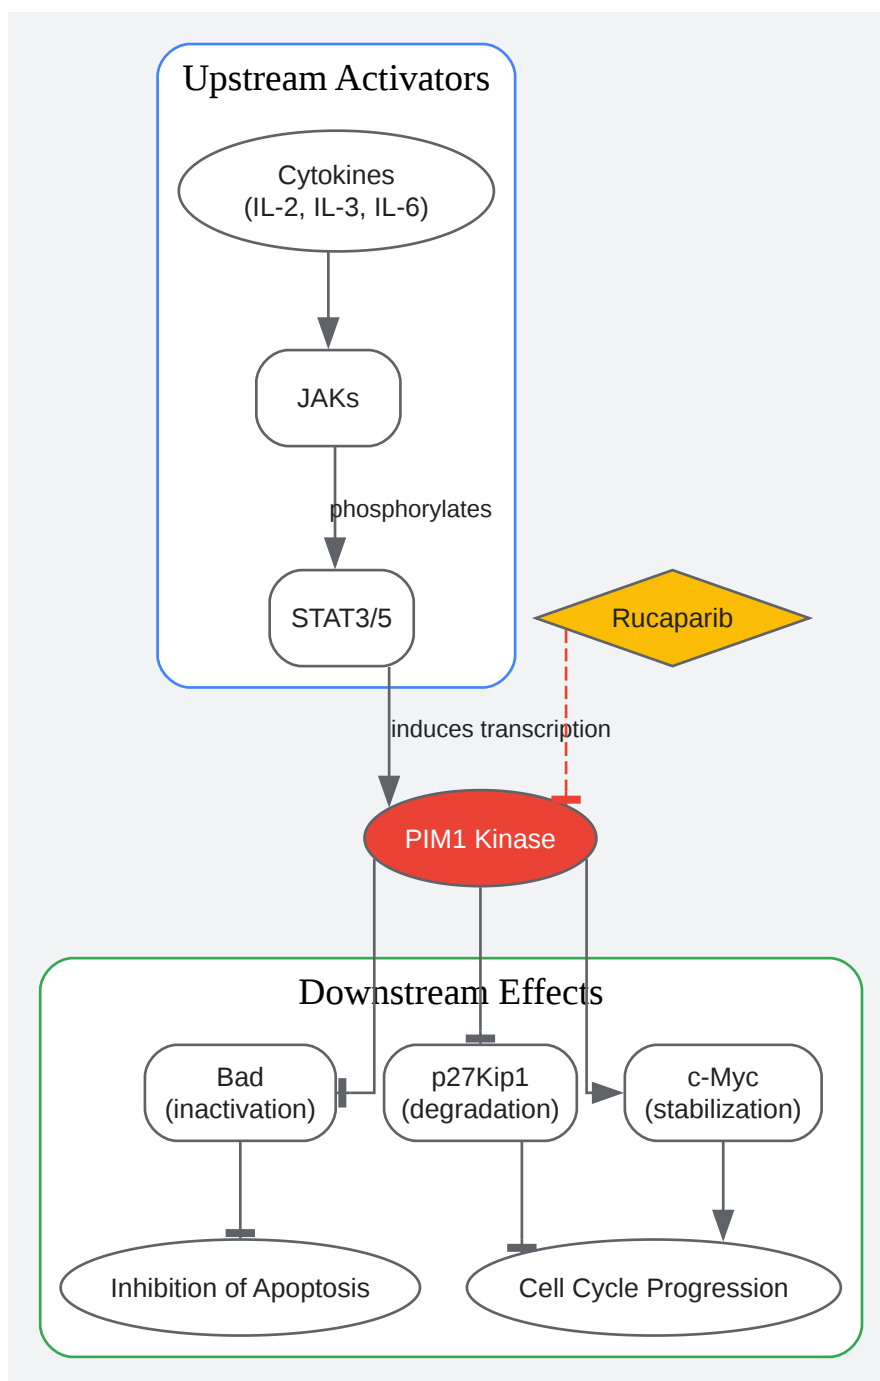 Upstream Activators
Cytokines
(IL-2, IL-3, IL-6)
JAKs
phosphorylates
STAT3/5
Rucaparib
induces transcription
PIM1 Kinase
Downstream Effects
Bad
(inactivation)
p27Kip1
(degradation)
c-Myc
(stabilization)
Inhibition of Apoptosis
Cell Cycle Progression